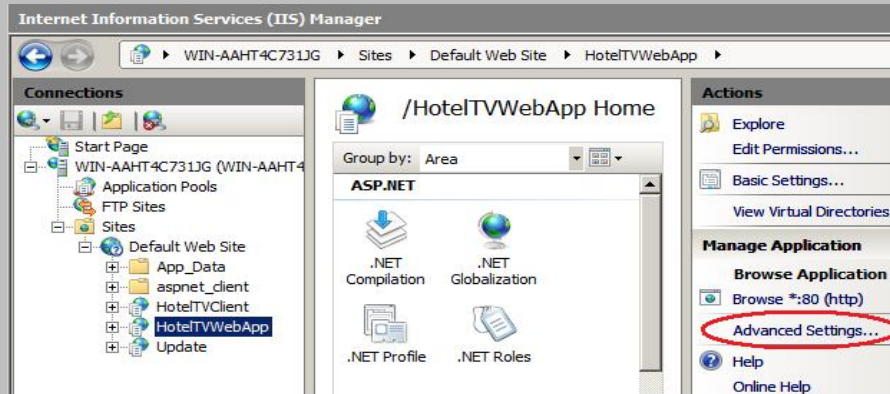 Internet Information Services (IIS) Manager
WIN-AAHT4C731JG ▸ Sites ▸ Default Web Site ▸ HotelTVWebApp ▸
Connections
Start Page
WIN-AAHT4C731JG (WIN-AAHT4
Application Pools
FTP Sites
Sites
Default Web Site
App_Data
aspnet_client
HotelTVClient
HotelTVWebApp
Update
/HotelTVWebApp Home
Group by: Area
ASP.NET
.NET Compilation
.NET Globalization
.NET Profile
.NET Roles
Actions
Explore
Edit Permissions...
Basic Settings...
View Virtual Directories
Manage Application
Browse Application
Browse *:80 (http)
Advanced Settings...
Help
Online Help